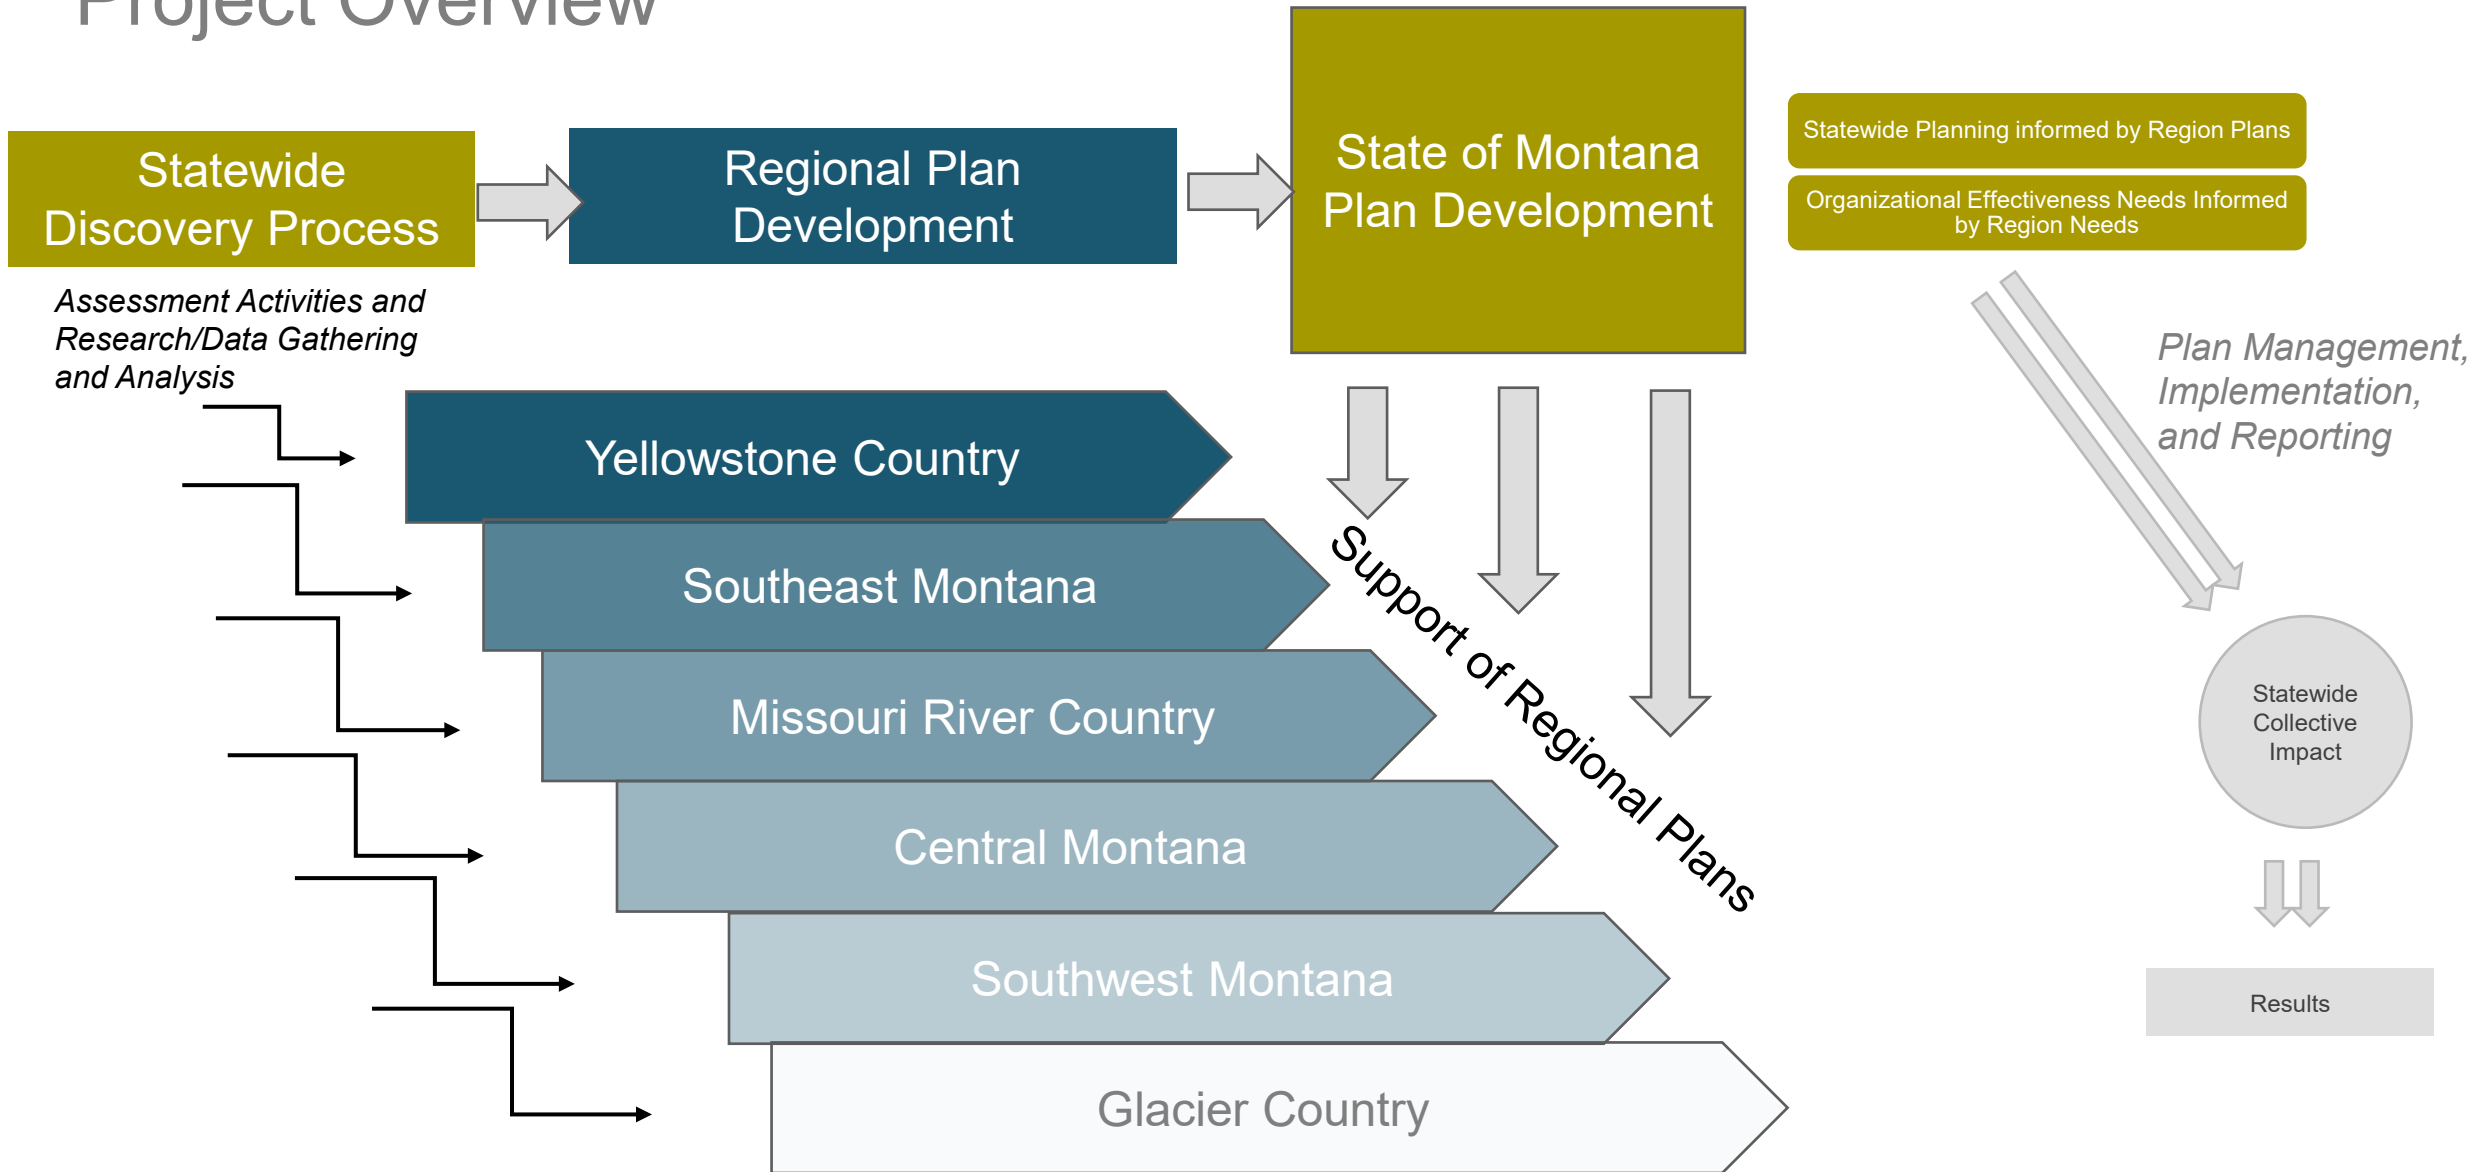 Project Overview
Statewide
Discovery Process
Regional Plan
Development
State of Montana
Plan Development
Statewide Planning informed by Region Plans
Organizational Effectiveness Needs Informed
by Region Needs
Assessment Activities and
Research/Data Gathering
and Analysis
Plan Management,
Implementation,
and Reporting
Yellowstone Country
Southeast Montana
Missouri River Country
Central Montana
Southwest Montana
Glacier Country
Support of Regional Plans
Statewide
Collective
Impact
Results